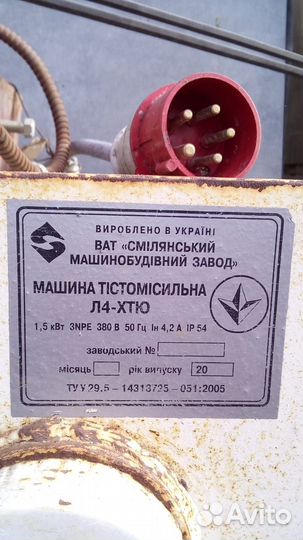 ВИРОБЛЕНО В УКРАЇНІ
ВАТ «СМІЛЯНСЬКИЙ
МАШИНОБУДІВНИЙ ЗАВОД»
МАШИНА ТІСТОМІСИЛЬНА
Л4-ХТЮ
1,5 кВт 3NPE 380 В 50 Гц Ін 4,2 А IP 54
заводський №
місяць рік випуску 20
ТУ У 29.5 - 14313735 - 051:2005
Avito